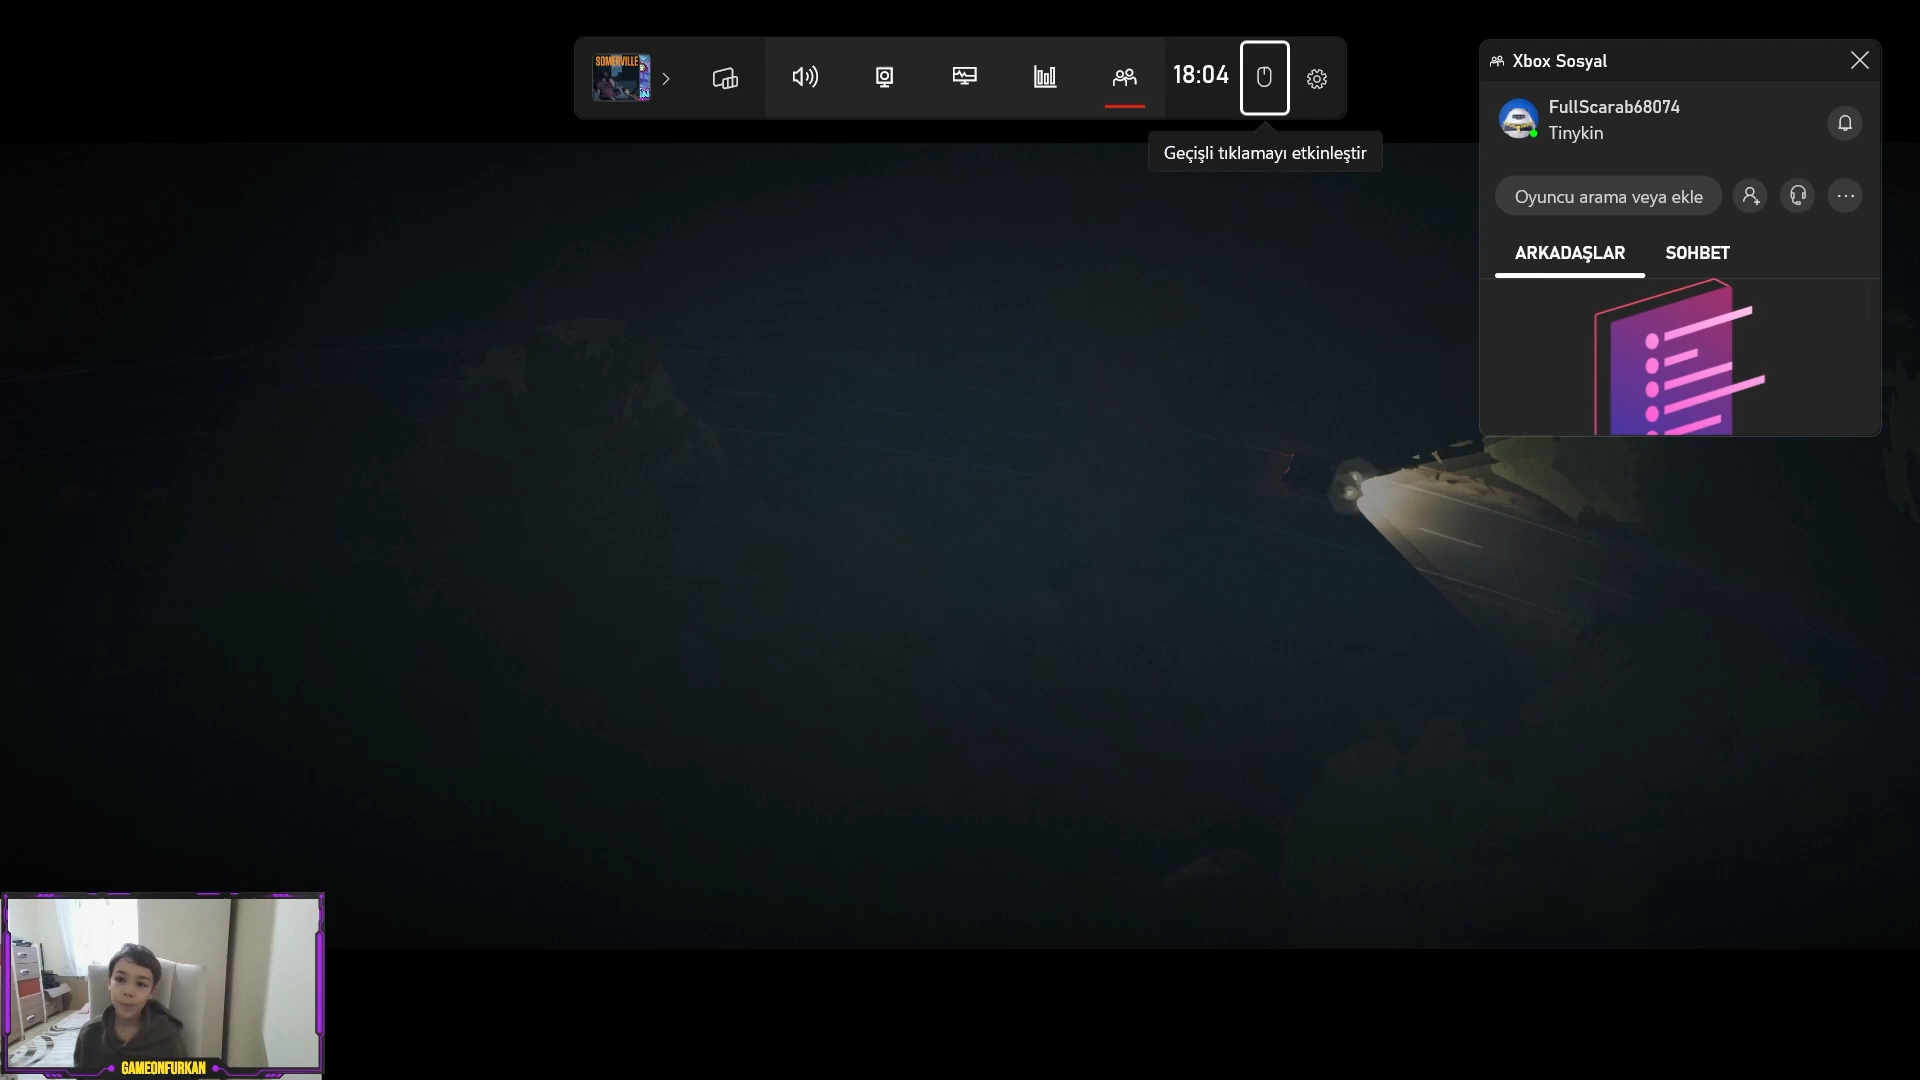 SOMERVILLE
18:04
Geçişli tıklamayı etkinleştir
Xbox Sosyal
FullScarab68074
Tinykin
Oyuncu arama veya ekle
ARKADAŞLAR
SOHBET
GAMEONFURKAN